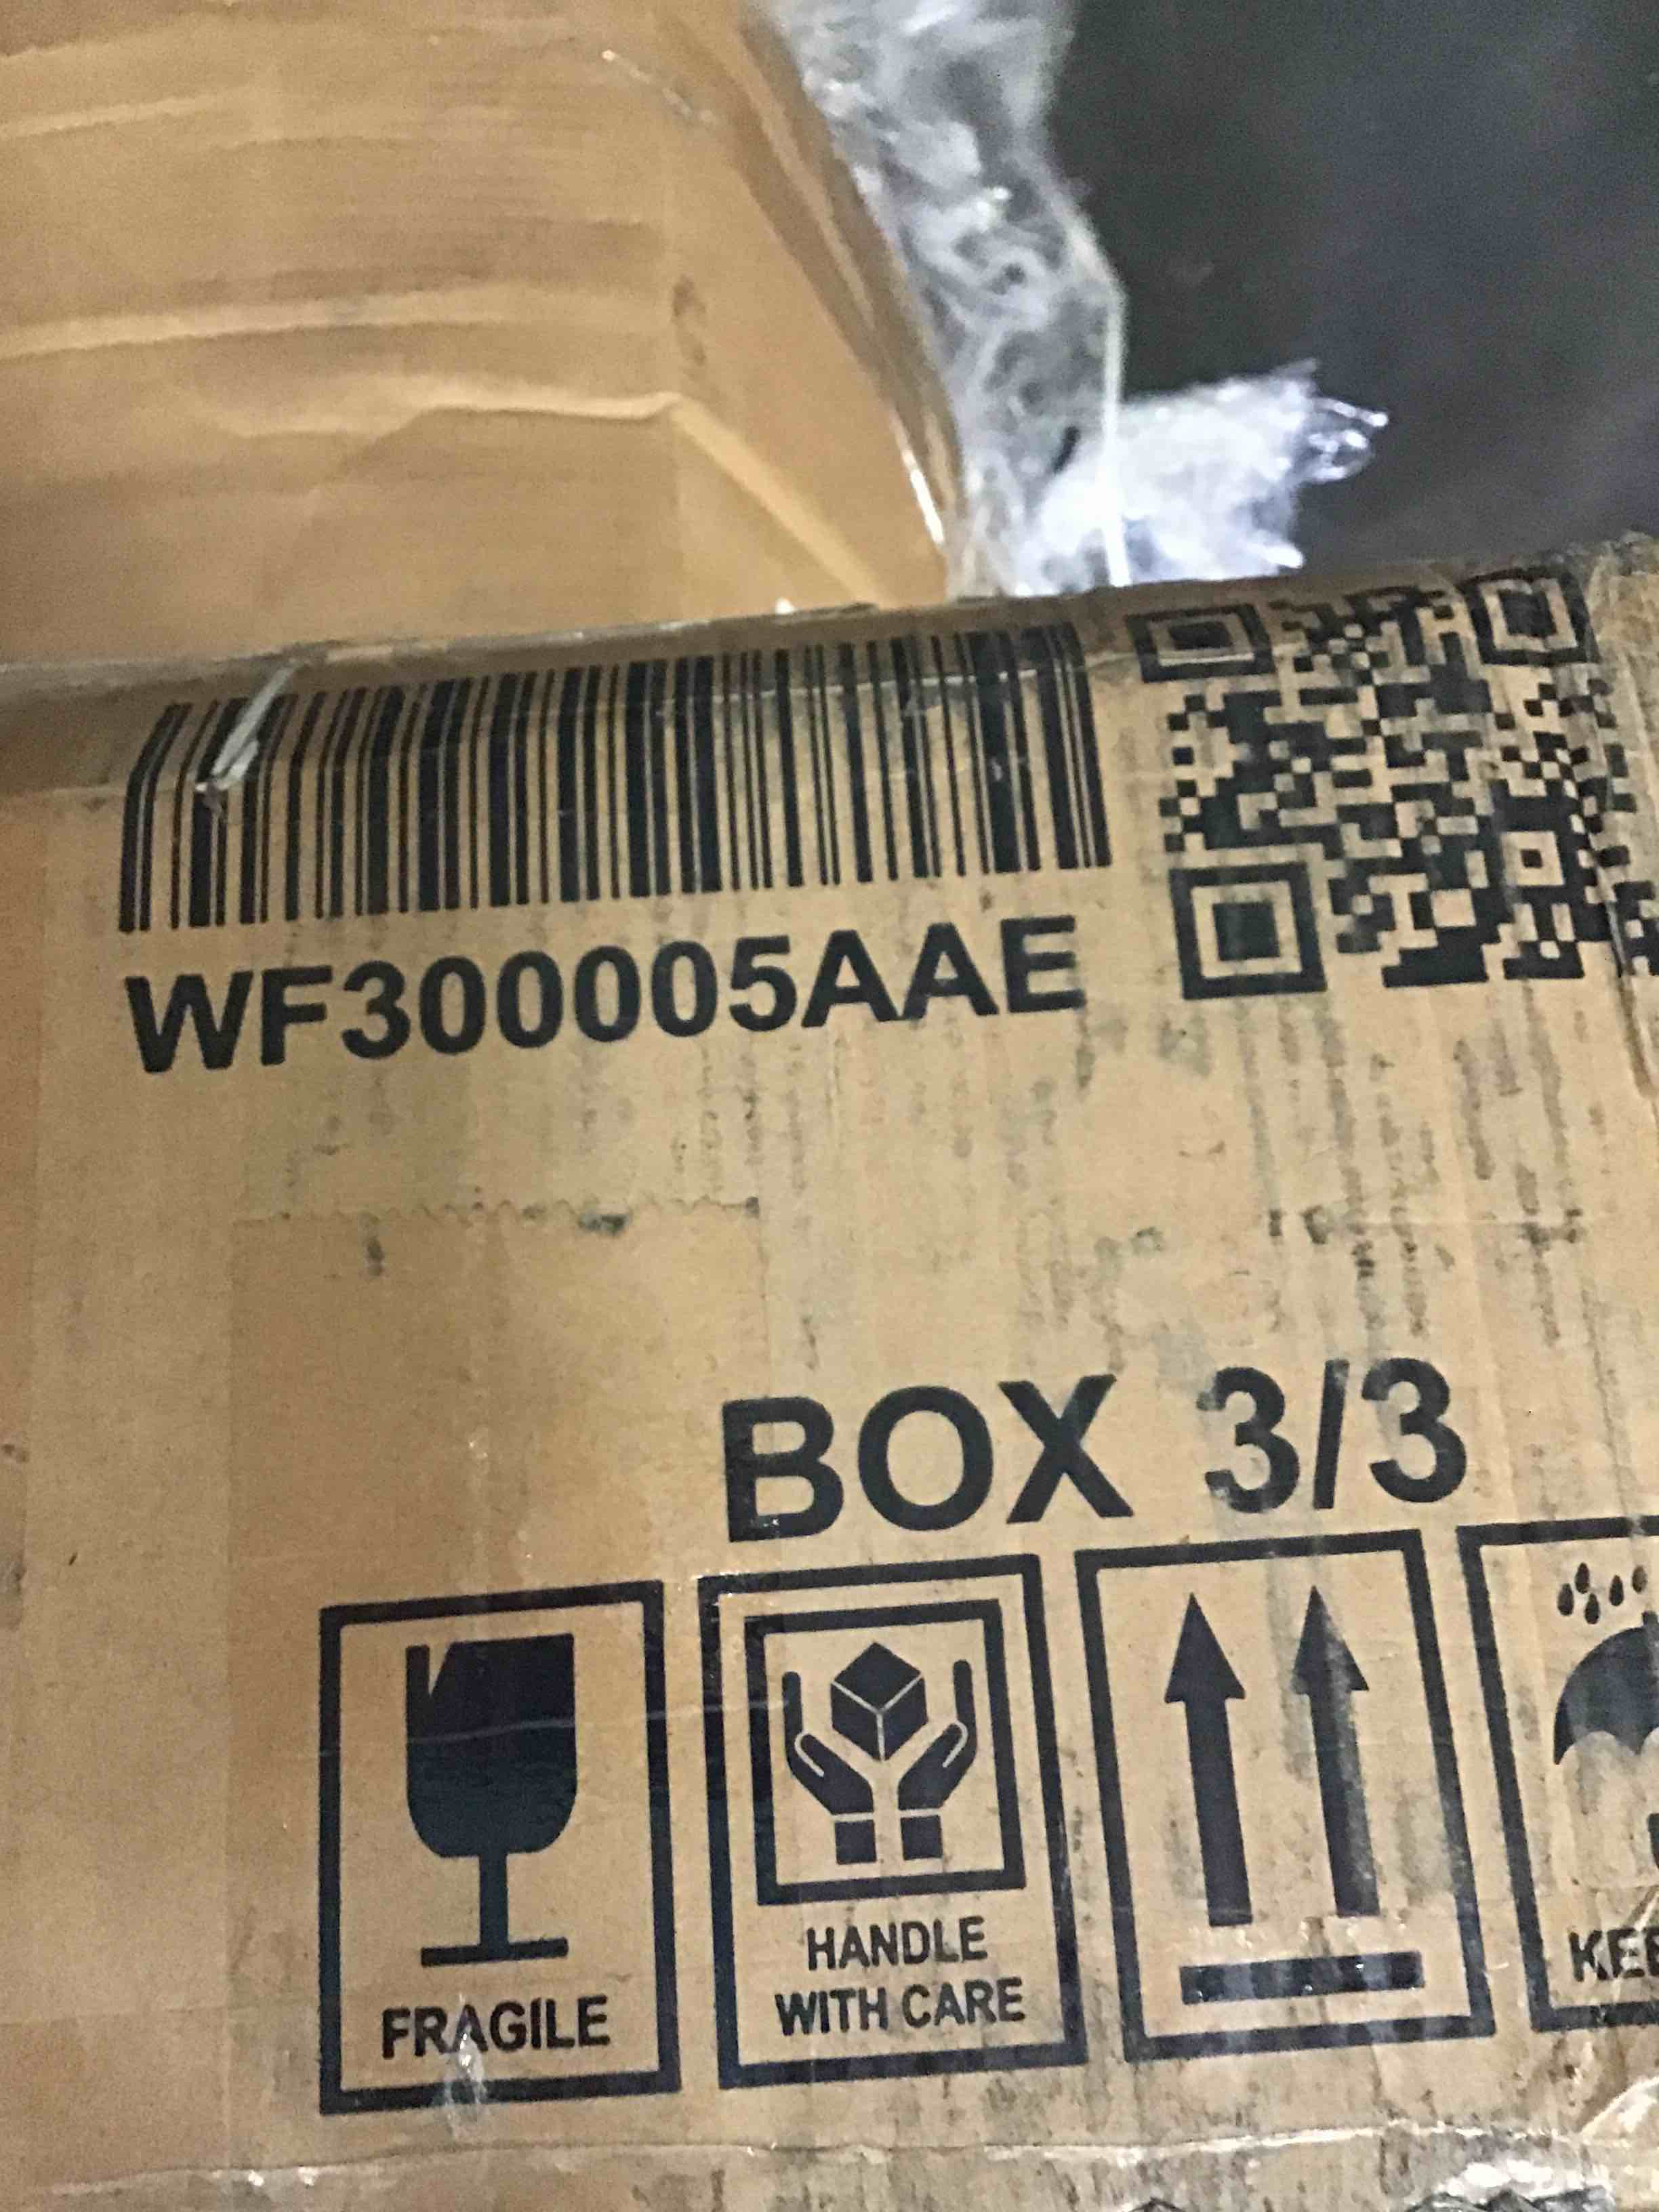 WF300005AAE
BOX 3/3
FRAGILE
HANDLE
WITH CARE